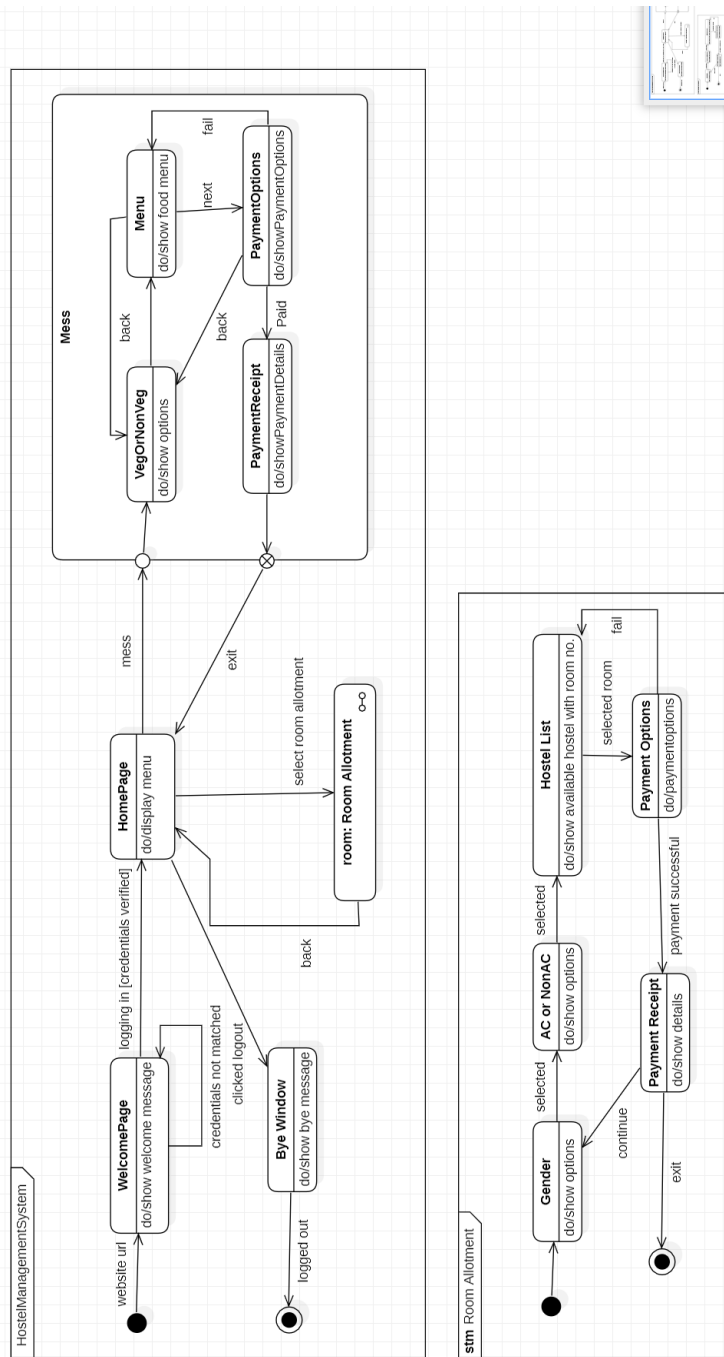 HostelManagementSystem
website url
WelcomePage
do/show welcome message
logging in [credentials verified]
credentials not matched
clicked logout
HomePage
do/display menu
mess
exit
Mess
VegOrNonVeg
do/show options
back
Menu
do/show food menu
next
fail
PaymentOptions
do/showPaymentOptions
back
Paid
PaymentReceipt
do/showPaymentDetails
select room allotment
room: Room Allotment
back
Bye Window
do/show bye message
logged out
stm Room Allotment
Gender
do/show options
selected
AC or NonAC
do/show options
selected
Hostel List
do/show available hostel with room no.
selected room
fail
Payment Options
do/paymentoptions
payment successful
Payment Receipt
do/show details
continue
exit